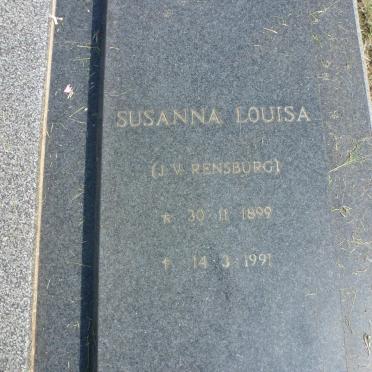 SUSANNA LOUISA
(J. V. RENSBURG)
* 30·11·1899
† 14·3·1991